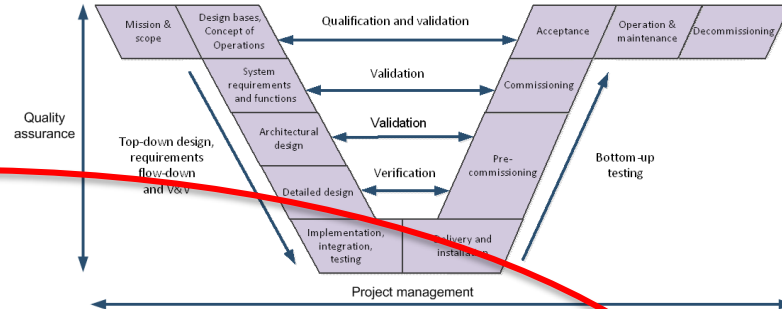 Mission &
scope
Design bases,
Concept of
Operations
Qualification and validation
Acceptance
Operation &
maintenance
Decommissioning
System
requirements
and functions
Validation
Commissioning
Quality
assurance
Top-down design,
requirements
flow-down
and V&V
Architectural
design
Validation
Pre-
commissioning
Bottom-up
testing
Detailed design
Verification
Implementation,
integration,
testing
Delivery and
installation
Project management